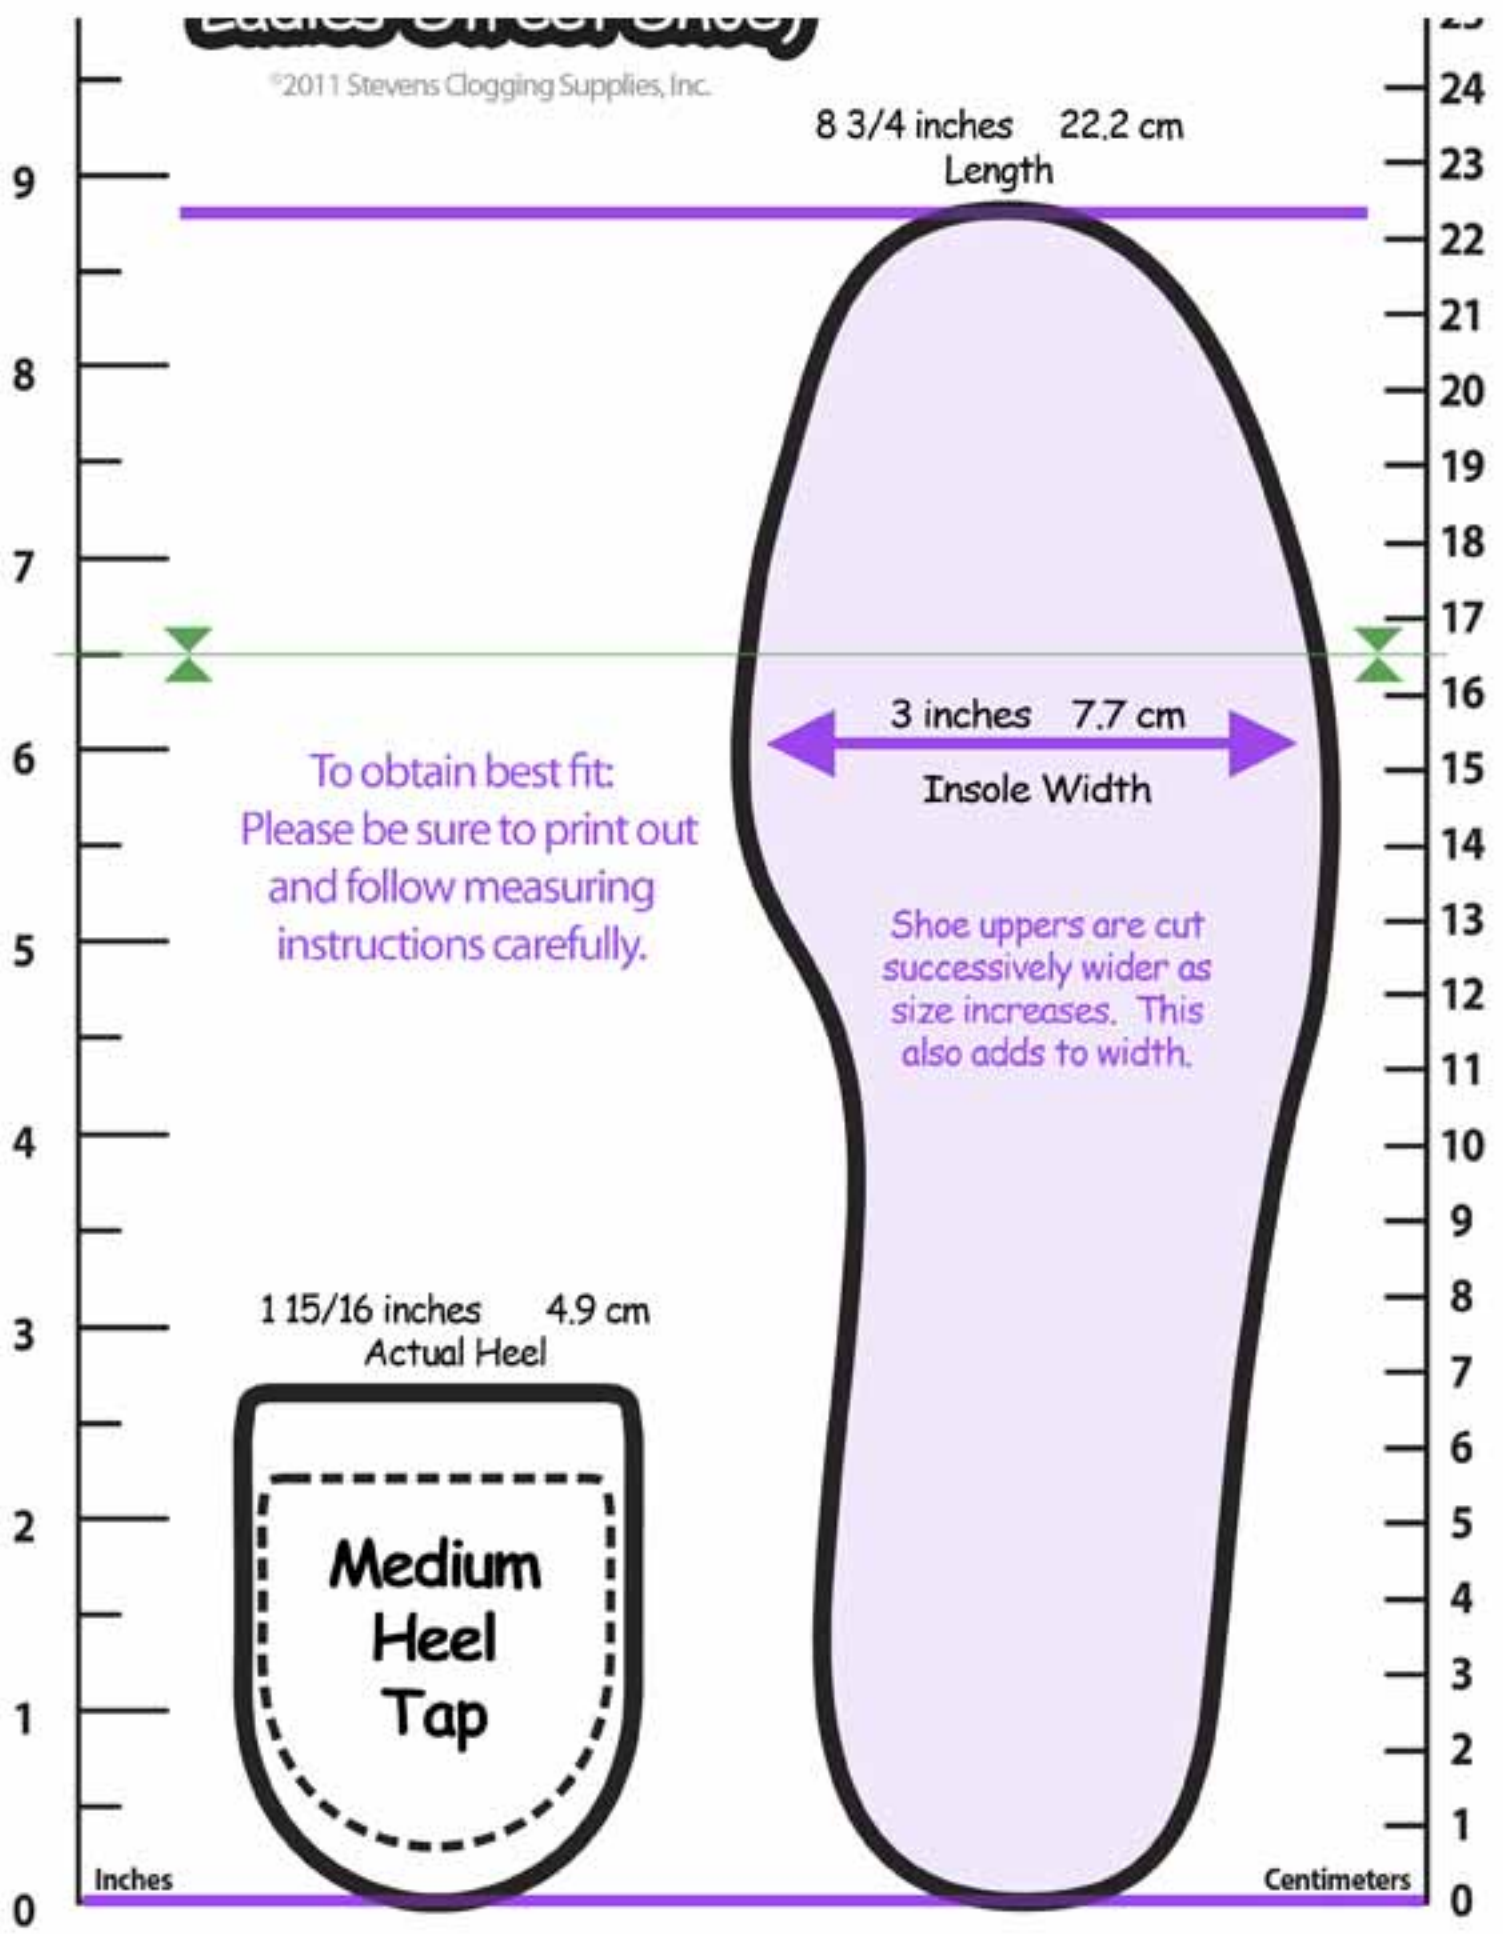 Ladies Street Shoe)
©2011 Stevens Clogging Supplies, Inc.
8 3/4 inches 22.2 cm
Length
3 inches 7.7 cm
Insole Width
To obtain best fit:
Please be sure to print out
and follow measuring
instructions carefully.
Shoe uppers are cut
successively wider as
size increases. This
also adds to width.
1 15/16 inches 4.9 cm
Actual Heel
Medium
Heel
Tap
Inches
Centimeters
9
8
7
6
5
4
3
2
1
0
24
23
22
21
20
19
18
17
16
15
14
13
12
11
10
9
8
7
6
5
4
3
2
1
0